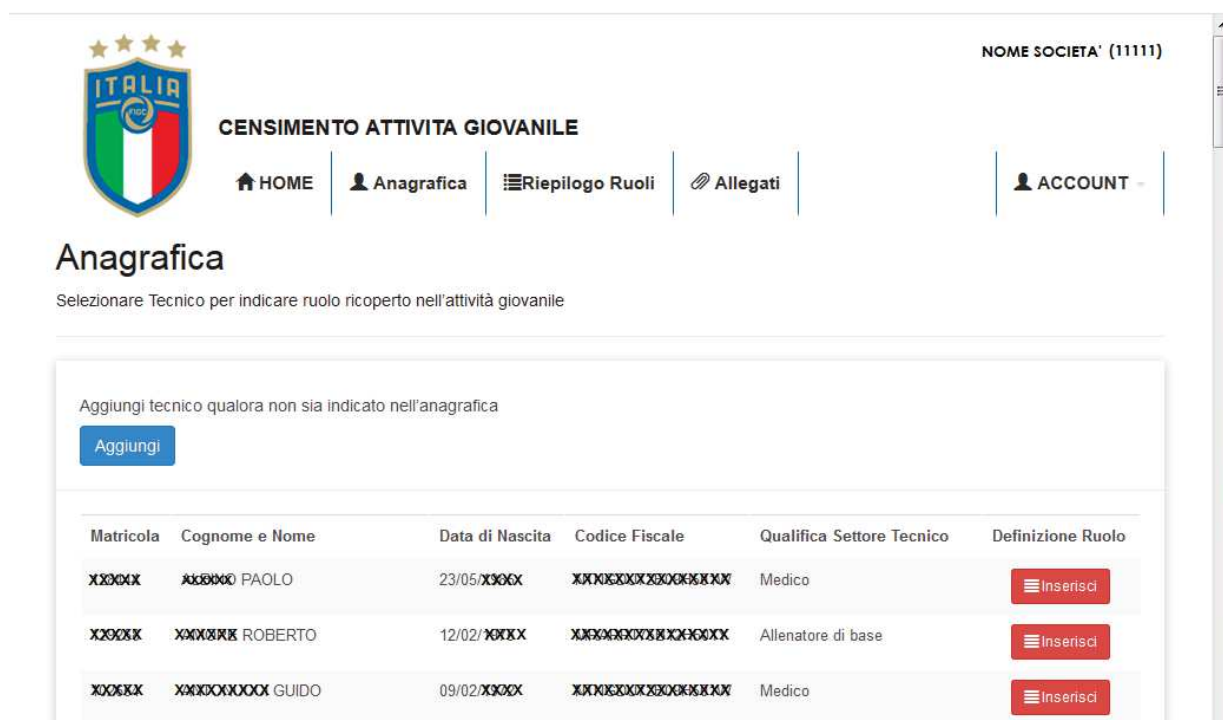 NOME SOCIETA' (11111)
ITALIA
FIGC
CENSIMENTO ATTIVITA GIOVANILE
HOME Anagrafica Riepilogo Ruoli Allegati ACCOUNT
Anagrafica
Selezionare Tecnico per indicare ruolo ricoperto nell'attività giovanile
Aggiungi tecnico qualora non sia indicato nell'anagrafica
Aggiungi
Matricola Cognome e Nome Data di Nascita Codice Fiscale Qualifica Settore Tecnico Definizione Ruolo
PAOLO 23/05/ Medico Inserisci
ROBERTO 12/02/ Allenatore di base Inserisci
GUIDO 09/02/ Medico Inserisci